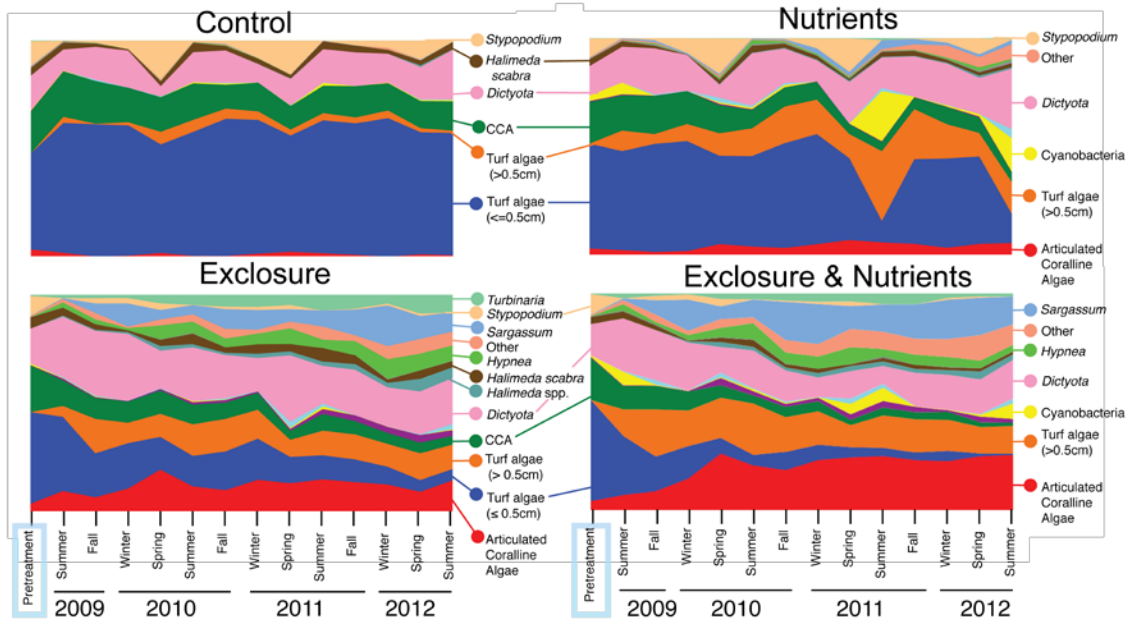 Control
Nutrients
Stypopodium
Halimeda
scabra
Dictyota
CCA
Turf algae
(>0.5cm)
Turf algae
(<=0.5cm)
Stypopodium
Other
Dictyota
Cyanobacteria
Turf algae
(>0.5cm)
Articulated
Coralline
Algae
Exclosure
Exclosure & Nutrients
Turbinaria
Stypopodium
Sargassum
Other
Hypnea
Halimeda scabra
Halimeda spp.
Dictyota
CCA
Turf algae
(> 0.5cm)
Turf algae
(≤ 0.5cm)
Articulated
Coralline
Algae
Sargassum
Other
Hypnea
Dictyota
Cyanobacteria
Turf algae
(>0.5cm)
Articulated
Coralline
Algae
Pretreatment
Summer
Fall
Winter
Spring
Summer
Fall
Winter
Spring
Summer
Fall
Winter
Spring
Summer
2009
2010
2011
2012
Pretreatment
Summer
Fall
Winter
Spring
Summer
Fall
Winter
Spring
Summer
Fall
Winter
Spring
Summer
2009
2010
2011
2012